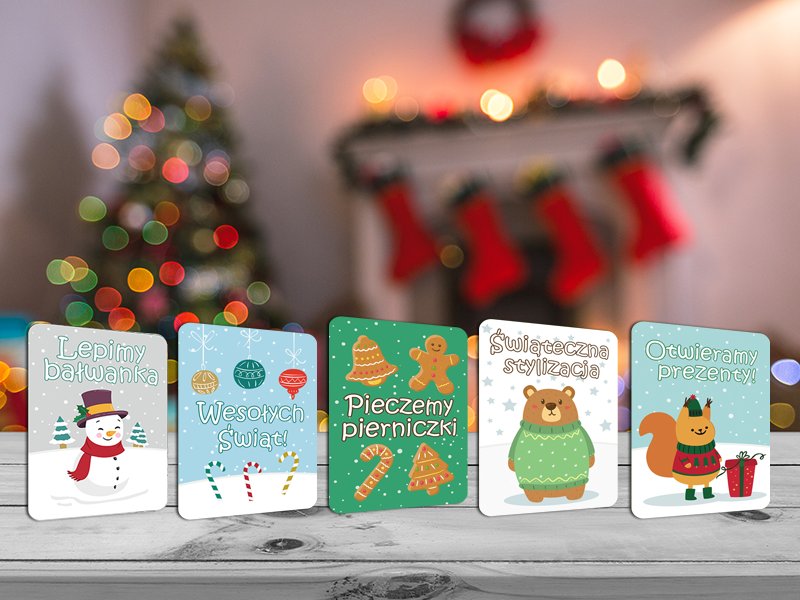 Lepimy
bałwanka
Wesołych
Świąt!
Pieczemy
pierniczki
Świąteczna
stylizacja
Otwieramy
prezenty!